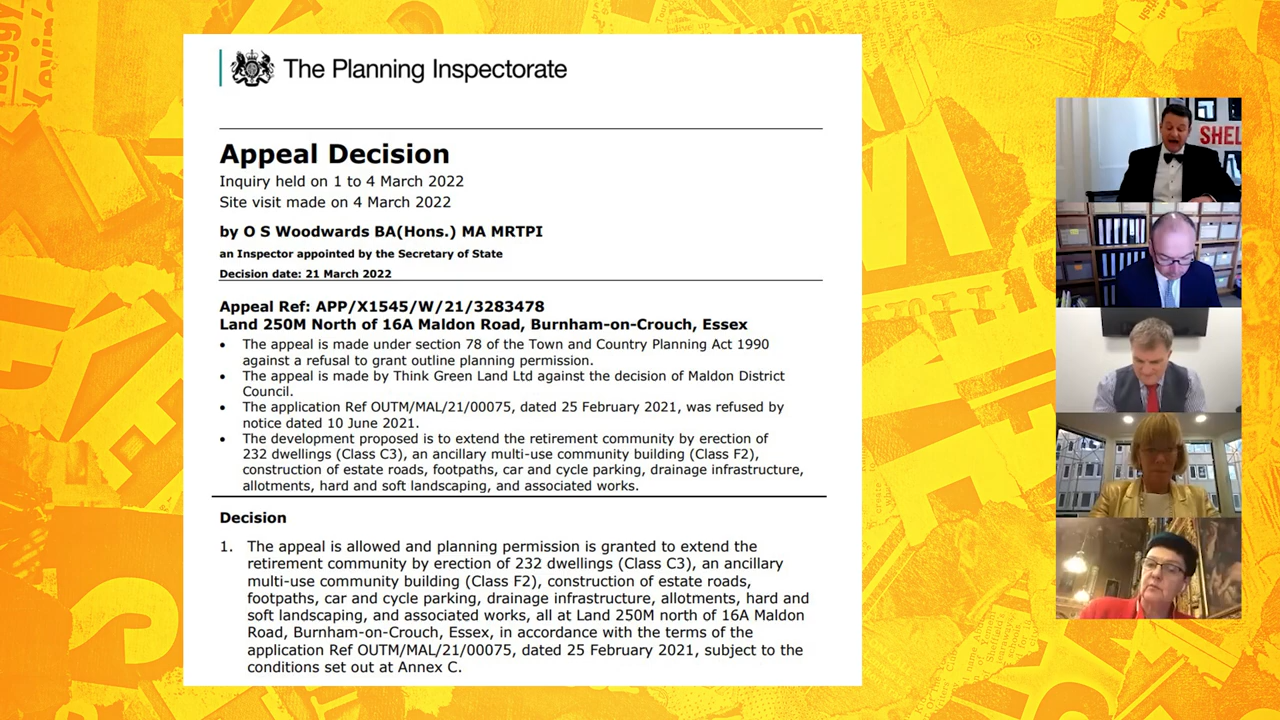 The Planning Inspectorate
Appeal Decision
Inquiry held on 1 to 4 March 2022
Site visit made on 4 March 2022
by O S Woodwards BA(Hons.) MA MRTPI
an Inspector appointed by the Secretary of State
Decision date: 21 March 2022
Appeal Ref: APP/X1545/W/21/3283478
Land 250M North of 16A Maldon Road, Burnham-on-Crouch, Essex
• The appeal is made under section 78 of the Town and Country Planning Act 1990
against a refusal to grant outline planning permission.
• The appeal is made by Think Green Land Ltd against the decision of Maldon District
Council.
• The application Ref OUTM/MAL/21/00075, dated 25 February 2021, was refused by
notice dated 10 June 2021.
• The development proposed is to extend the retirement community by erection of
232 dwellings (Class C3), an ancillary multi-use community building (Class F2),
construction of estate roads, footpaths, car and cycle parking, drainage infrastructure,
allotments, hard and soft landscaping, and associated works.
Decision
1. The appeal is allowed and planning permission is granted to extend the
retirement community by erection of 232 dwellings (Class C3), an ancillary
multi-use community building (Class F2), construction of estate roads,
footpaths, car and cycle parking, drainage infrastructure, allotments, hard and
soft landscaping, and associated works, all at Land 250M north of 16A Maldon
Road, Burnham-on-Crouch, Essex, in accordance with the terms of the
application Ref OUTM/MAL/21/00075, dated 25 February 2021, subject to the
conditions set out at Annex C.
SHEL